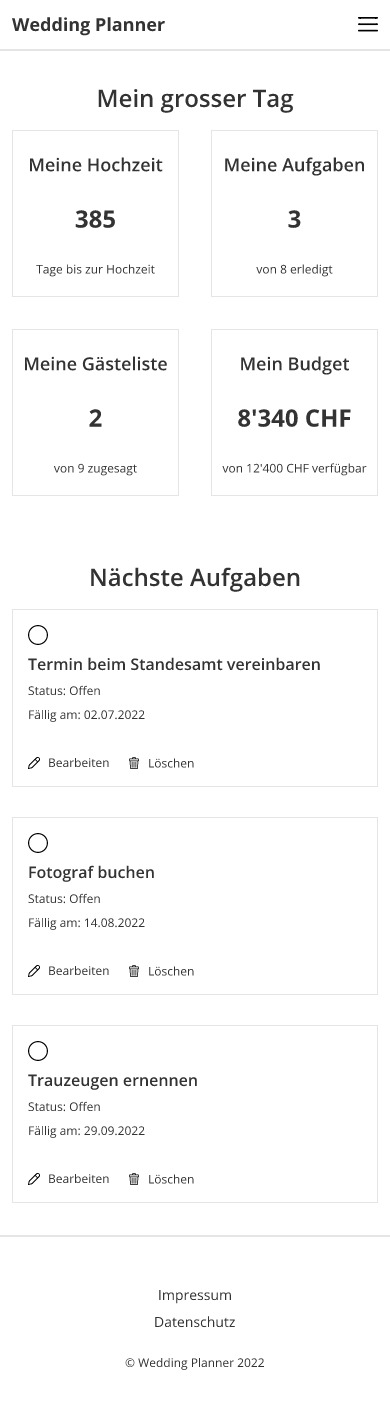 Wedding Planner
Mein grosser Tag
Meine Hochzeit
385
Tage bis zur Hochzeit
Meine Aufgaben
3
von 8 erledigt
Meine Gästeliste
2
von 9 zugesagt
Mein Budget
8'340 CHF
von 12'400 CHF verfügbar
Nächste Aufgaben
Termin beim Standesamt vereinbaren
Status: Offen
Fällig am: 02.07.2022
Bearbeiten Löschen
Fotograf buchen
Status: Offen
Fällig am: 14.08.2022
Bearbeiten Löschen
Trauzeugen ernennen
Status: Offen
Fällig am: 29.09.2022
Bearbeiten Löschen
Impressum
Datenschutz
© Wedding Planner 2022